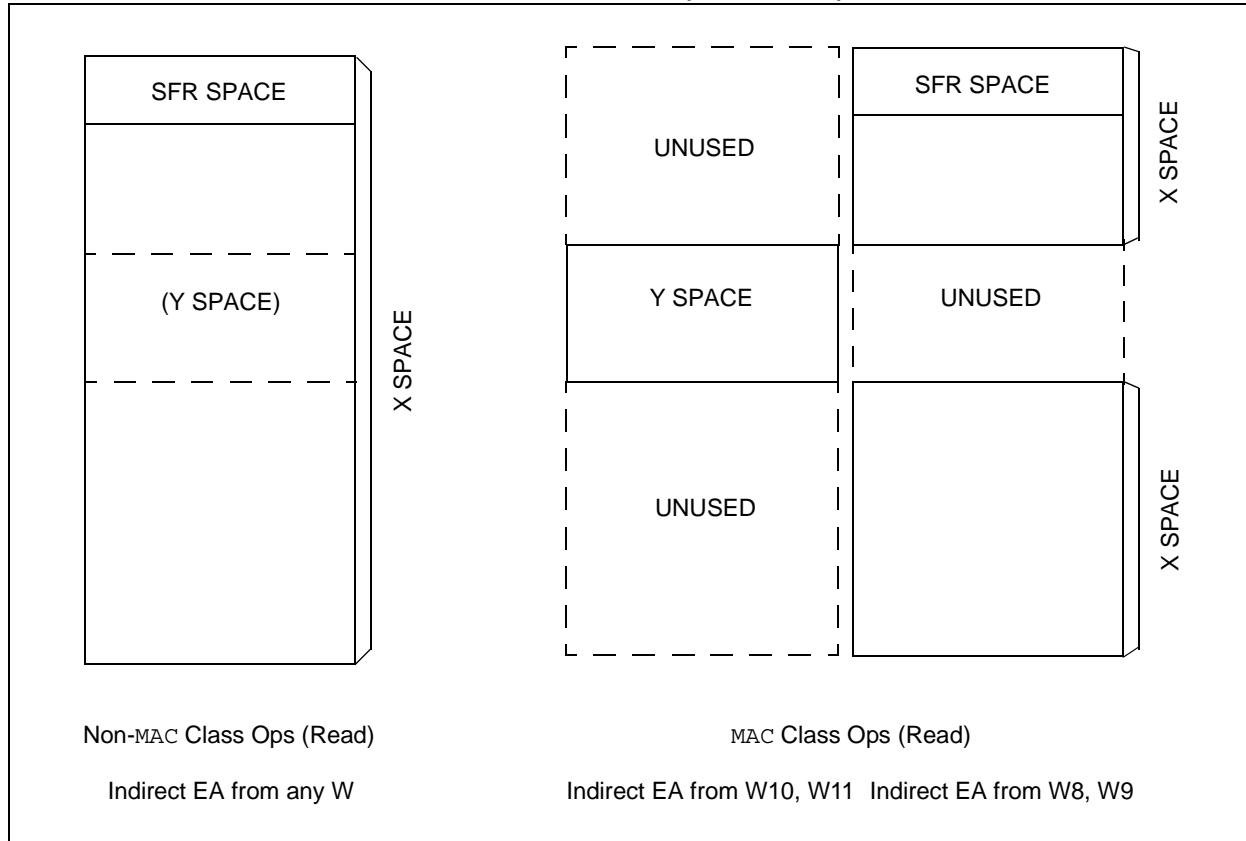 SFR SPACE
(Y SPACE)
X SPACE
Non-MAC Class Ops (Read)
Indirect EA from any W
UNUSED
Y SPACE
UNUSED
SFR SPACE
X SPACE
UNUSED
X SPACE
MAC Class Ops (Read)
Indirect EA from W10, W11 Indirect EA from W8, W9